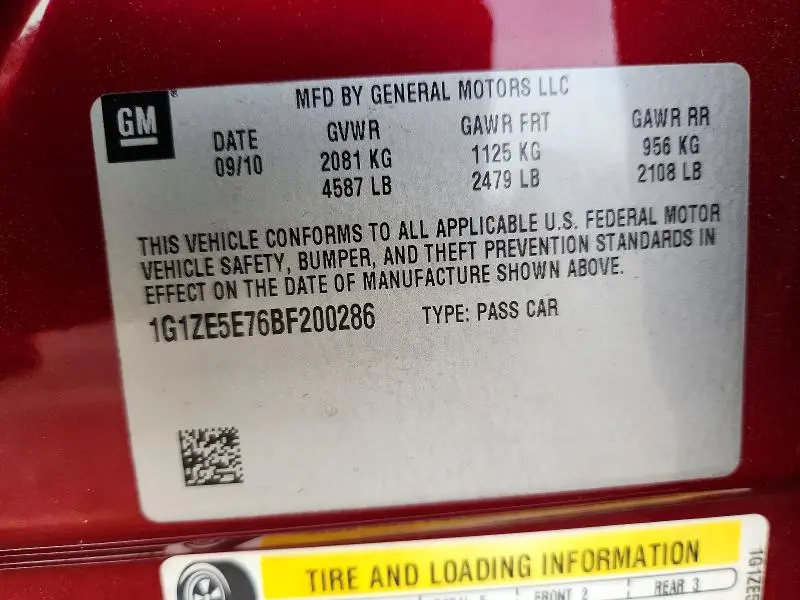 GM
MFD BY GENERAL MOTORS LLC
DATE GVWR GAWR FRT GAWR RR
09/10 2081 KG 1125 KG 956 KG
4587 LB 2479 LB 2108 LB
THIS VEHICLE CONFORMS TO ALL APPLICABLE U.S. FEDERAL MOTOR
VEHICLE SAFETY, BUMPER, AND THEFT PREVENTION STANDARDS IN
EFFECT ON THE DATE OF MANUFACTURE SHOWN ABOVE.
1G1ZE5E76BF200286 TYPE: PASS CAR
TIRE AND LOADING INFORMATION
FRONT 2 REAR 3
1G1ZE5